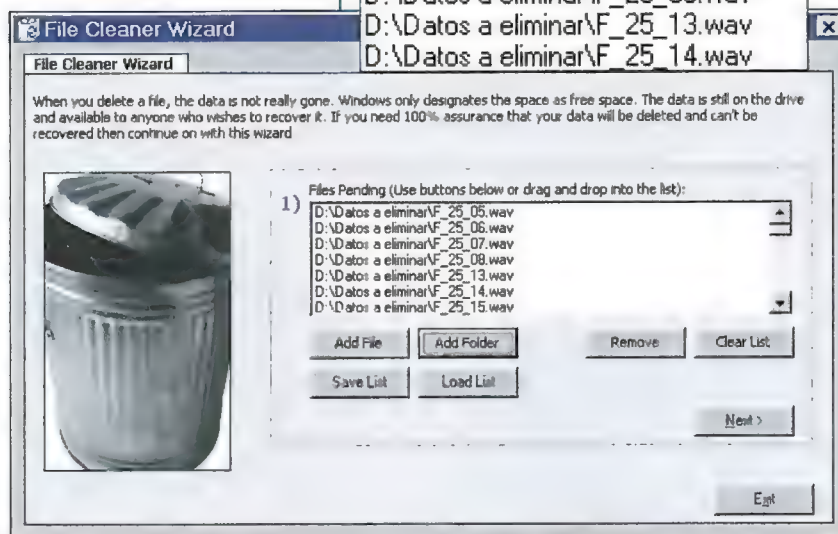 D:\Datos a eliminar\F_25_13.wav
D:\Datos a eliminar\F_25_14.wav
File Cleaner Wizard
File Cleaner Wizard
When you delete a file, the data is not really gone. Windows only designates the space as free space. The data is still on the drive
and available to anyone who wishes to recover it. If you need 100% assurance that your data will be deleted and can't be
recovered then continue on with this wizard
1) Files Pending (Use buttons below or drag and drop into the list):
D:\Datos a eliminar\F_25_05.wav
D:\Datos a eliminar\F_25_06.wav
D:\Datos a eliminar\F_25_07.wav
D:\Datos a eliminar\F_25_08.wav
D:\Datos a eliminar\F_25_13.wav
D:\Datos a eliminar\F_25_14.wav
D:\Datos a eliminar\F_25_15.wav
Add File Add Folder Remove Clear List
Save List Load List
Next >
Exit